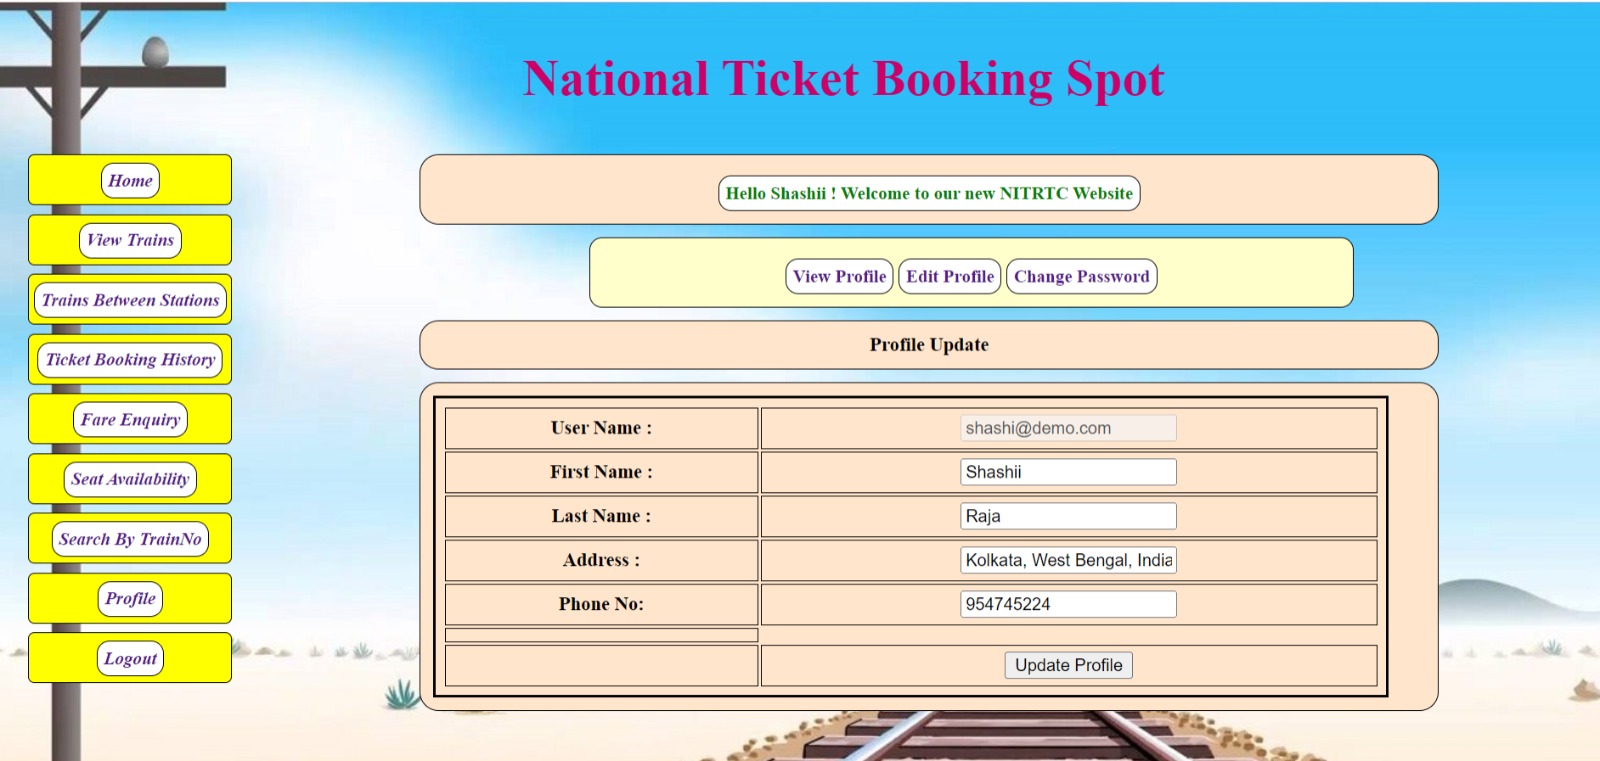 National Ticket Booking Spot
Home
View Trains
Trains Between Stations
Ticket Booking History
Fare Enquiry
Seat Availability
Search By TrainNo
Profile
Logout
Hello Shashii ! Welcome to our new NITRTC Website
View Profile Edit Profile Change Password
Profile Update
User Name : shashi@demo.com
First Name : Shashii
Last Name : Raja
Address : Kolkata, West Bengal, India
Phone No: 954745224
Update Profile